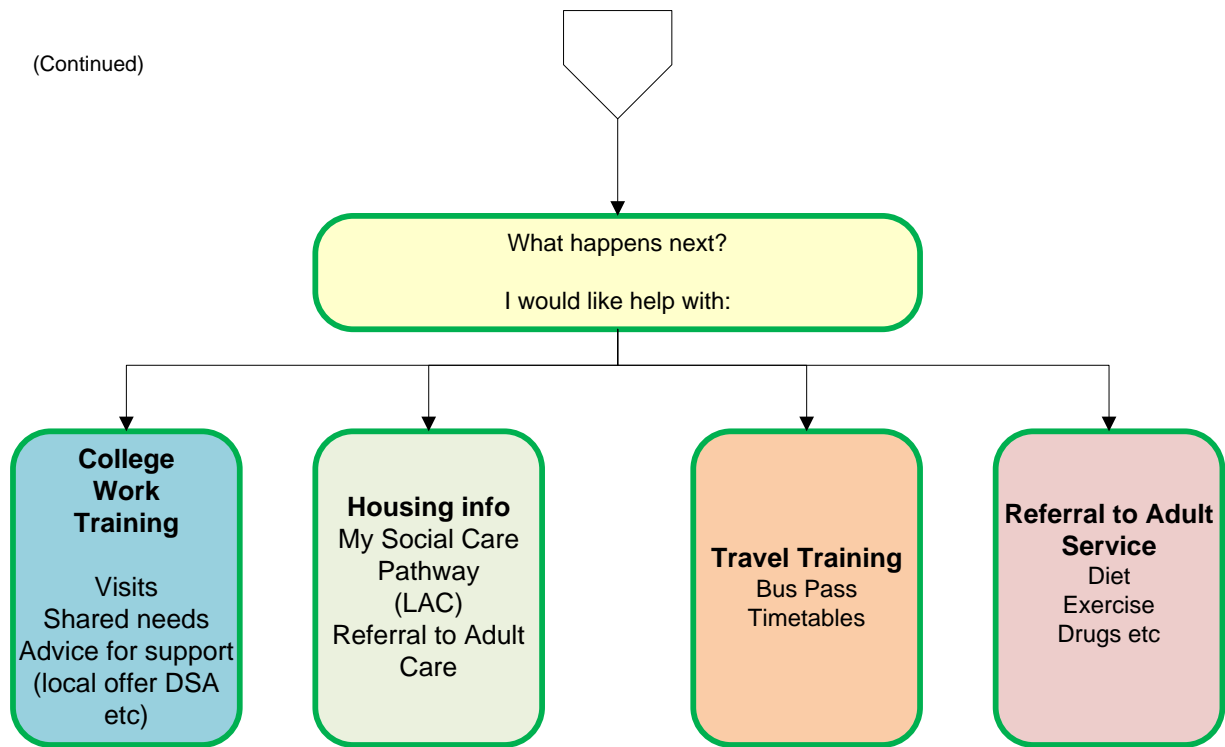 (Continued)
What happens next?
I would like help with:
College
Work
Training
Visits
Shared needs
Advice for support
(local offer DSA
etc)
Housing info
My Social Care
Pathway
(LAC)
Referral to Adult
Care
Travel Training
Bus Pass
Timetables
Referral to Adult
Service
Diet
Exercise
Drugs etc